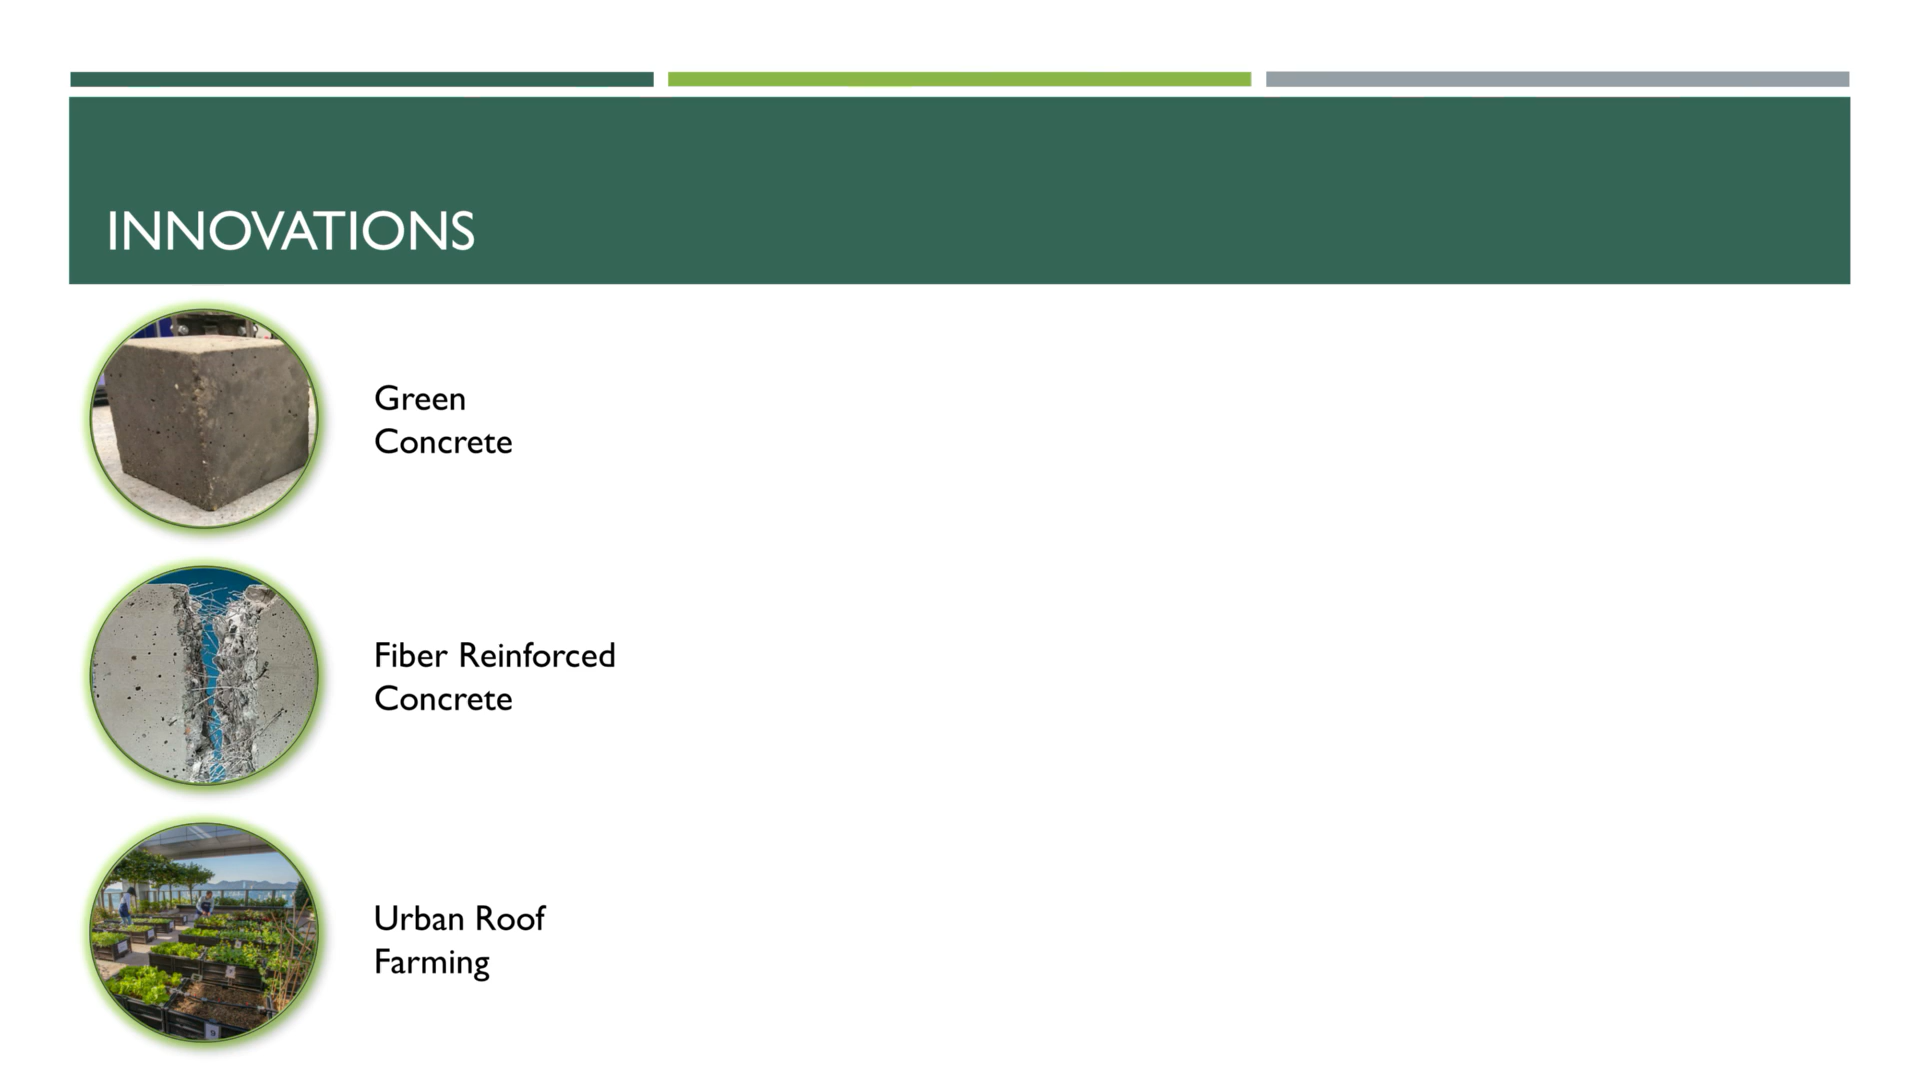 INNOVATIONS
Green
Concrete
Fiber Reinforced
Concrete
Urban Roof
Farming